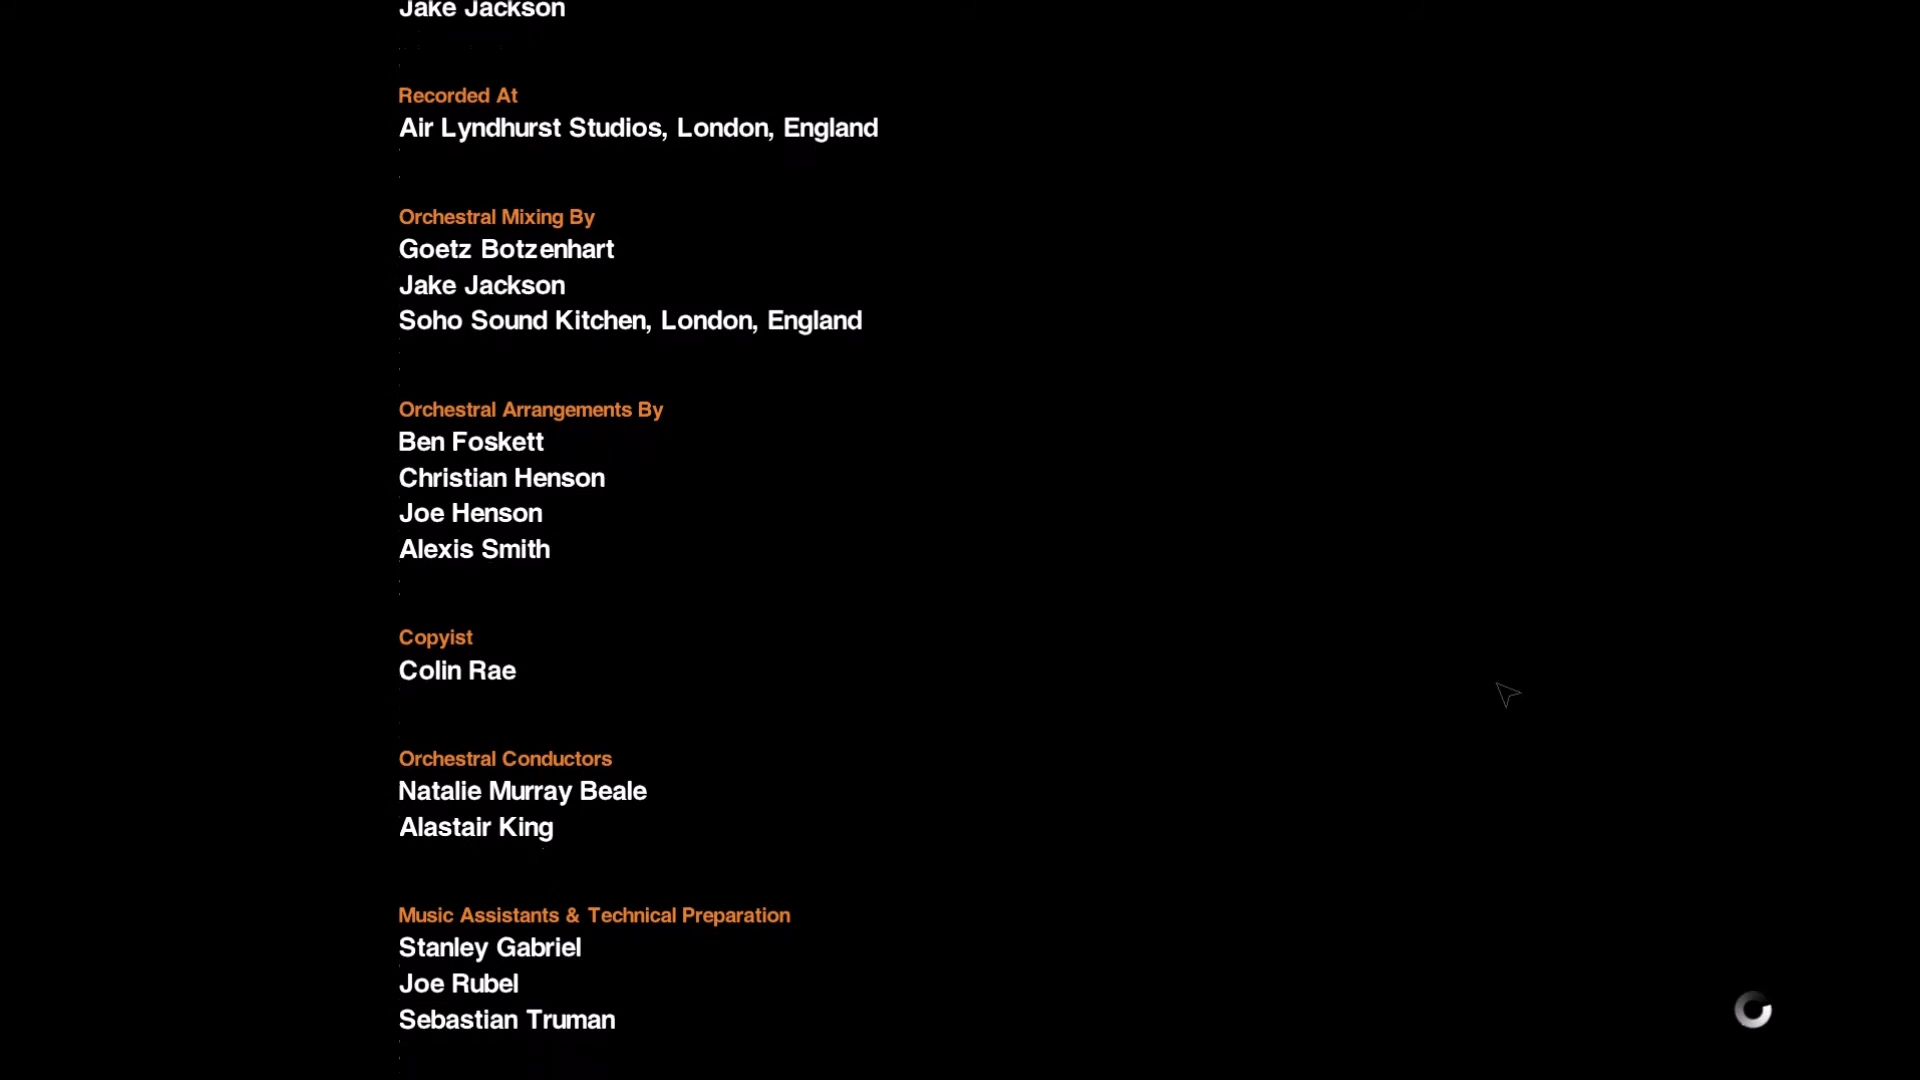 Jake Jackson
Recorded At
Air Lyndhurst Studios, London, England
Orchestral Mixing By
Goetz Botzenhart
Jake Jackson
Soho Sound Kitchen, London, England
Orchestral Arrangements By
Ben Foskett
Christian Henson
Joe Henson
Alexis Smith
Copyist
Colin Rae
Orchestral Conductors
Natalie Murray Beale
Alastair King
Music Assistants & Technical Preparation
Stanley Gabriel
Joe Rubel
Sebastian Truman